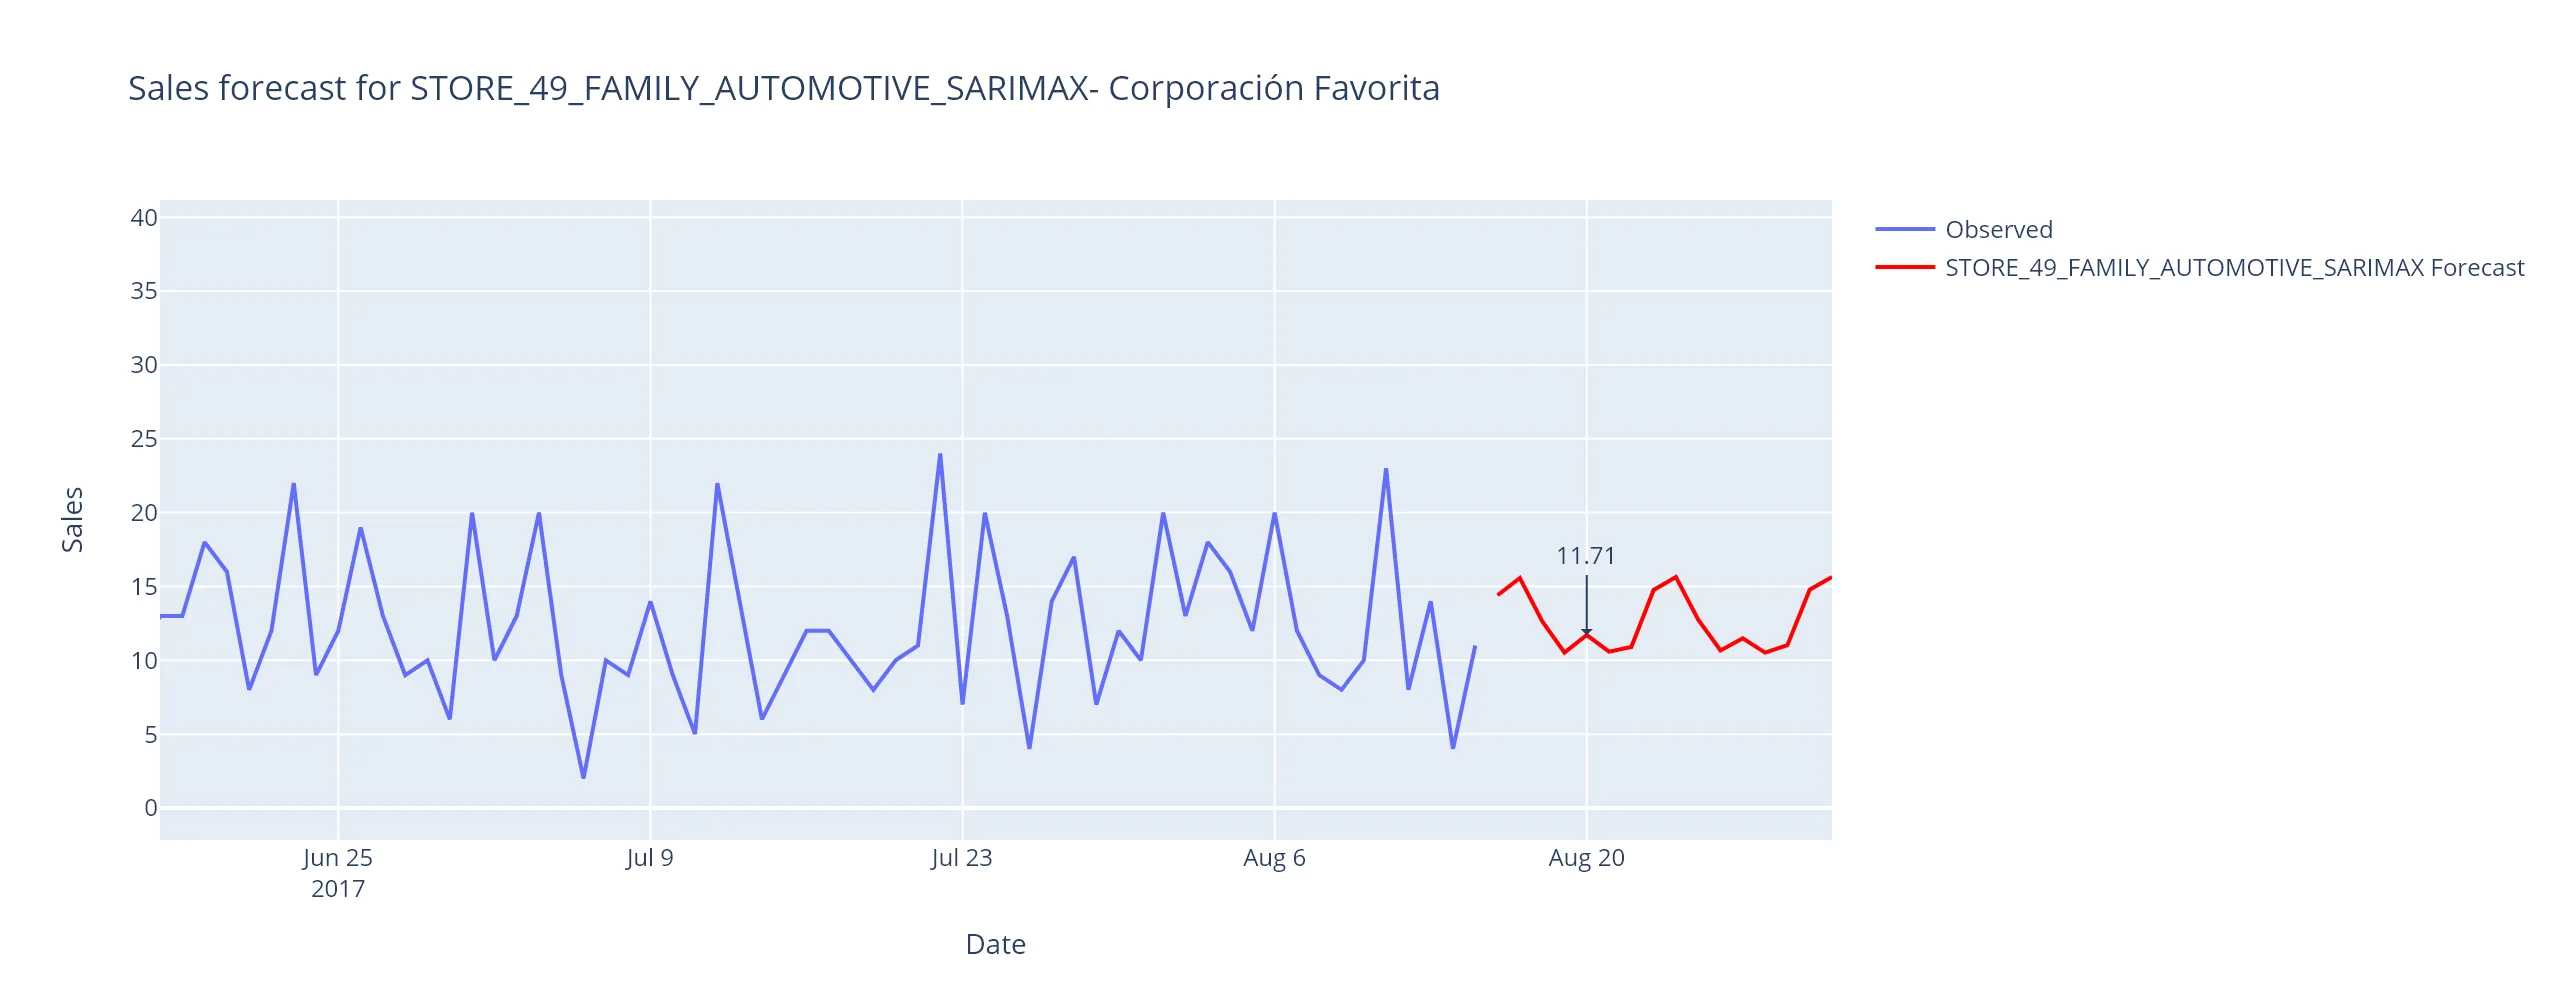 Sales forecast for STORE_49_FAMILY_AUTOMOTIVE_SARIMAX- Corporación Favorita
Observed
STORE_49_FAMILY_AUTOMOTIVE_SARIMAX Forecast
40
35
30
25
20
15
10
5
0
Sales
11.71
Jun 25
2017
Jul 9
Jul 23
Aug 6
Aug 20
Date